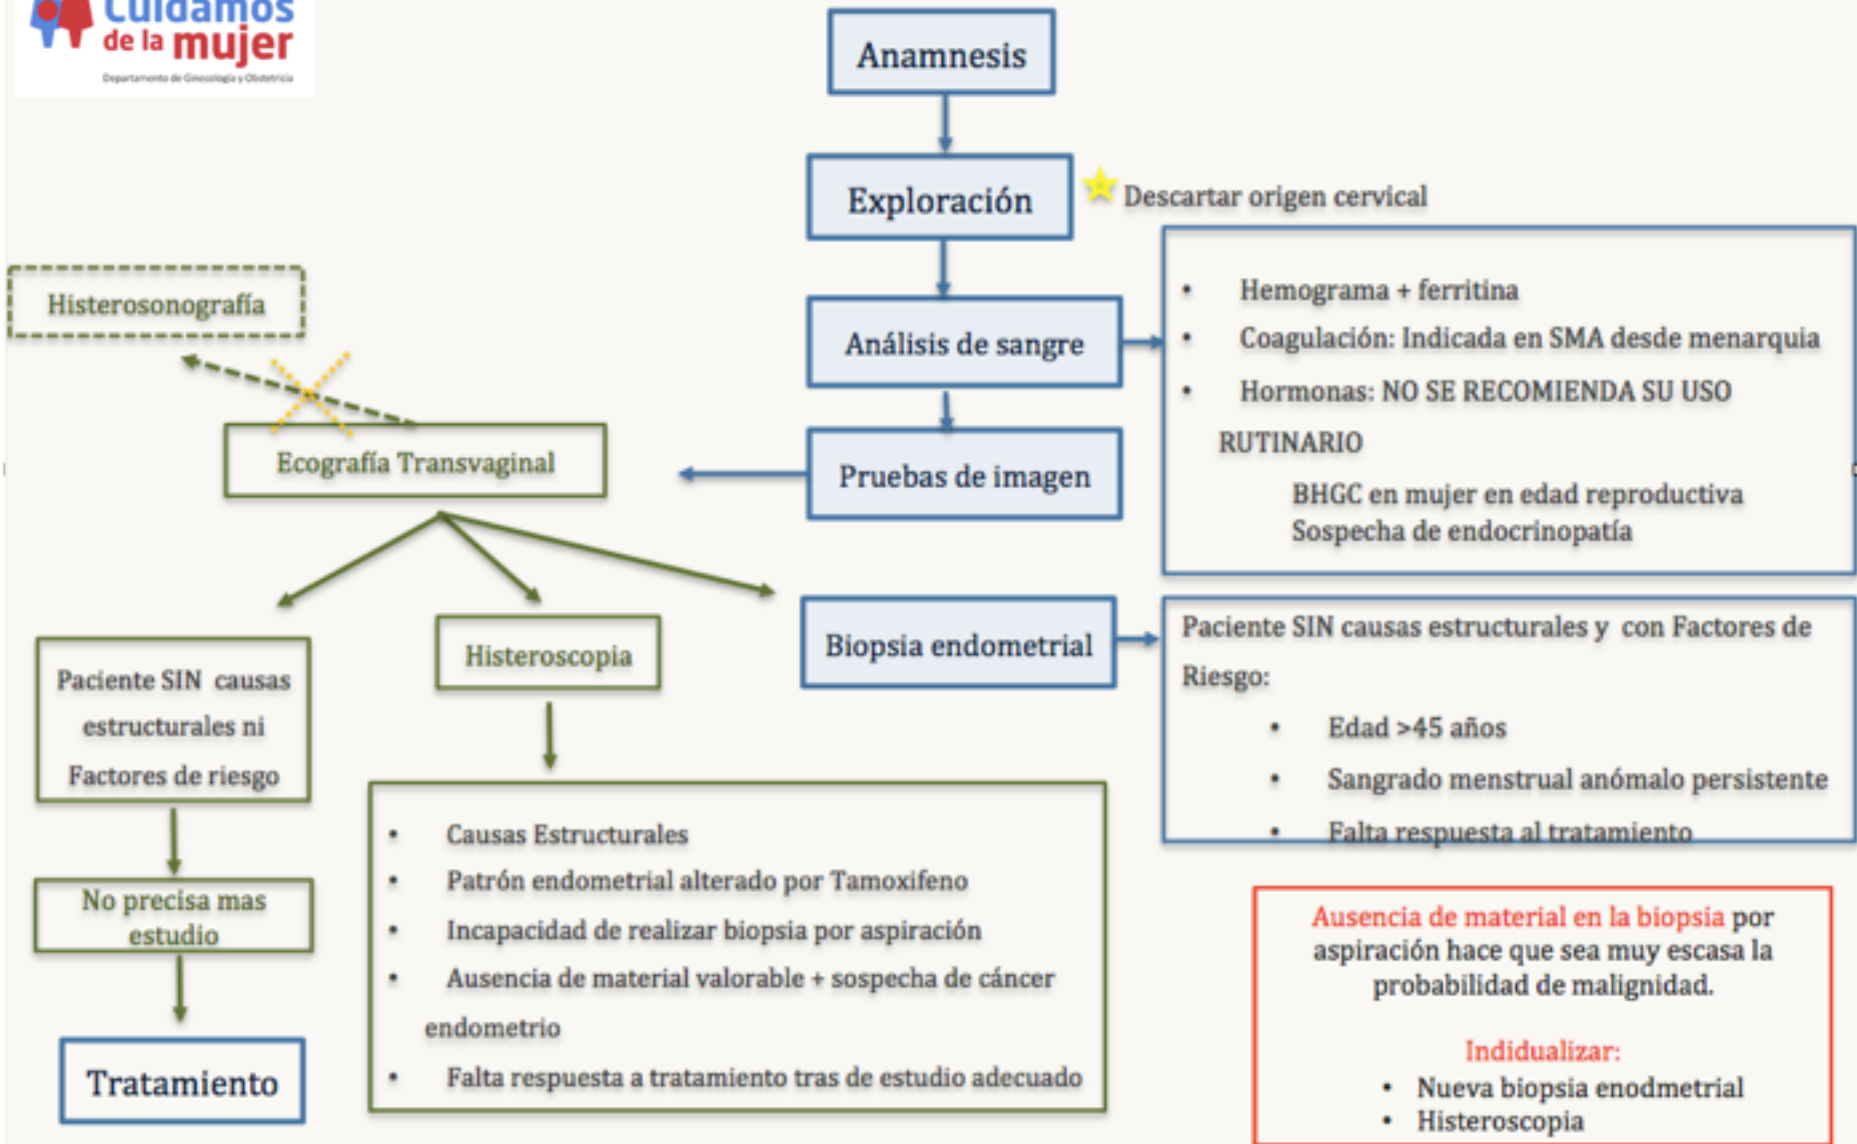 Cuidamos
de la mujer
Departamento de Ginecología y Obstetricia
Anamnesis
Exploración
Descartar origen cervical
Histerosonografía
Análisis de sangre
• Hemograma + ferritina
• Coagulación: Indicada en SMA desde menarquia
• Hormonas: NO SE RECOMIENDA SU USO
RUTINARIO
BHGC en mujer en edad reproductiva
Sospecha de endocrinopatía
Ecografía Transvaginal
Pruebas de imagen
Paciente SIN causas
estructurales ni
Factores de riesgo
Histeroscopia
Biopsia endometrial
Paciente SIN causas estructurales y con Factores de
Riesgo:
• Edad >45 años
• Sangrado menstrual anómalo persistente
• Falta respuesta al tratamiento
No precisa mas
estudio
Tratamiento
• Causas Estructurales
• Patrón endometrial alterado por Tamoxifeno
• Incapacidad de realizar biopsia por aspiración
• Ausencia de material valorable + sospecha de cáncer
endometrio
• Falta respuesta a tratamiento tras de estudio adecuado
Ausencia de material en la biopsia por
aspiración hace que sea muy escasa la
probabilidad de malignidad.
Indidualizar:
• Nueva biopsia enodmetrial
• Histeroscopia